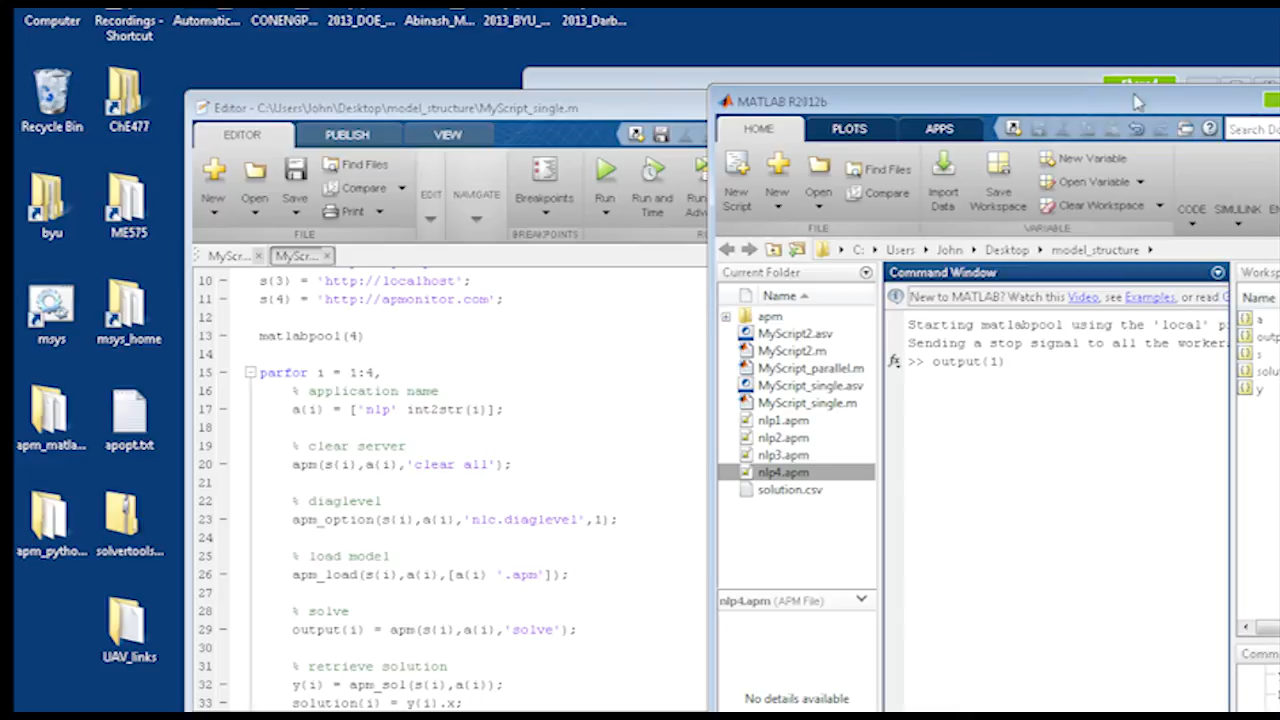 Computer
Recordings - Shortcut
Automatic...
CONENGP...
2013_DOE_...
Abinash_M...
2013_BYU_...
2013_Darb...
Recycle Bin
ChE477
byu
ME575
msys
msys_home
apm_matla...
apopt.txt
apm_pytho...
solvertools...
UAV_links
Editor - C:\Users\John\Desktop\model_structure\MyScript_single.m
EDITOR PUBLISH VIEW
New Open Save
Find Files
Compare
Print
FILE
EDIT
NAVIGATE
Breakpoints
BREAKPOINTS
Run
Run and Time
MyScr... × MyScr... ×
10 - s(3) = 'http://localhost';
11 - s(4) = 'http://apmonitor.com';
12
13 - matlabpool(4)
14
15 - parfor i = 1:4,
16 % application name
17 - a(i) = ['nlp' int2str(i)];
18
19 % clear server
20 - apm(s(i),a(i),'clear all');
21
22 % diaglevel
23 - apm_option(s(i),a(i),'nlc.diaglevel',1);
24
25 % load model
26 - apm_load(s(i),a(i),[a(i) '.apm']);
27
28 % solve
29 - output(i) = apm(s(i),a(i),'solve');
30
31 % retrieve solution
32 - y(i) = apm_sol(s(i),a(i));
33 - solution(i) = y(i).x;
MATLAB R2012b
HOME PLOTS APPS
Search Do
New Script
New
Open
Find Files
Compare
FILE
Import Data
Save Workspace
New Variable
Open Variable
Clear Workspace
VARIABLE
CODE
SIMULINK
C: Users John Desktop model_structure
Current Folder
Name
apm
MyScript2.asv
MyScript2.m
MyScript_parallel.m
MyScript_single.asv
MyScript_single.m
nlp1.apm
nlp2.apm
nlp3.apm
nlp4.apm
solution.csv
nlp4.apm (APM File)
No details available
Command Window
New to MATLAB? Watch this Video, see Examples, or read
Starting matlabpool using the 'local'
Sending a stop signal to all the worker
fx >> output(1)
Works
Name
a
outp
s
solu
y
Comm